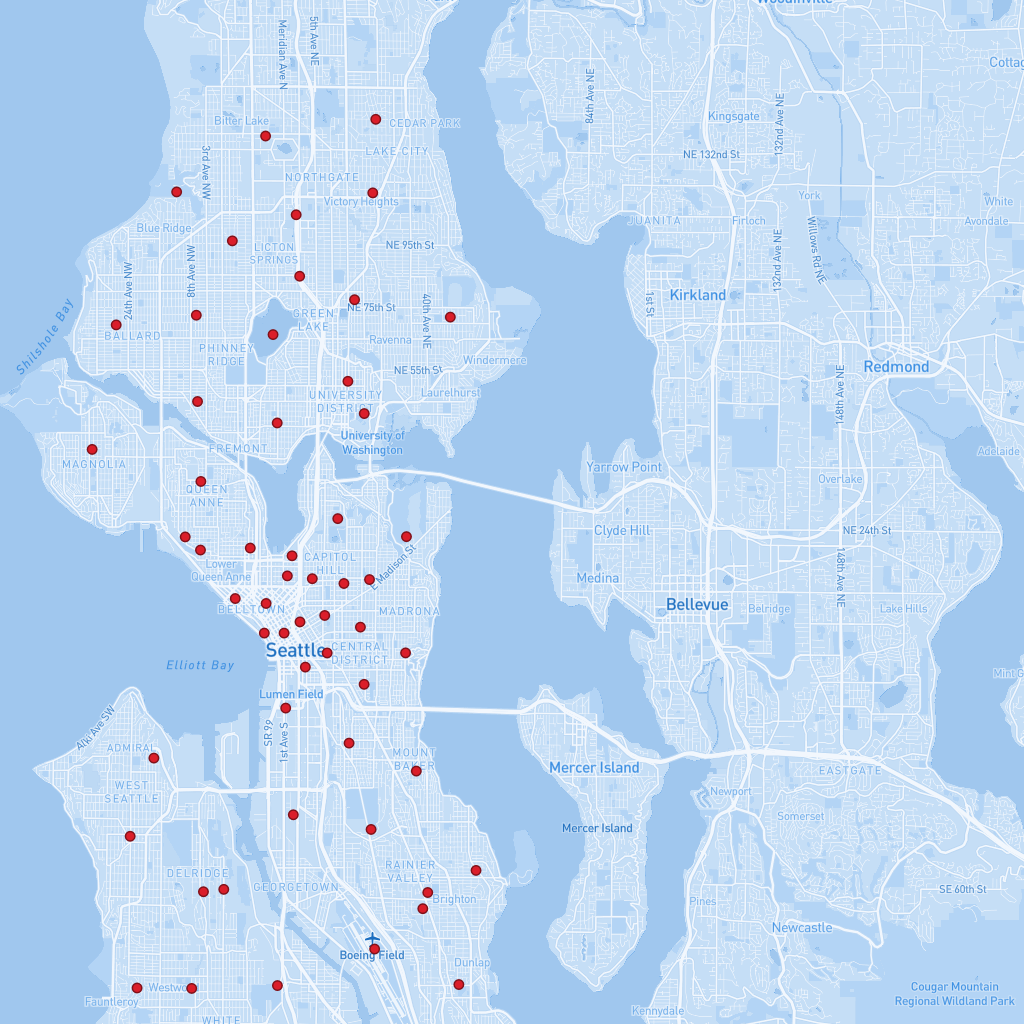 Woodinville
5th Ave NE
Meridian Ave N
Cottag
84th Ave NE
Kingsgate
132nd Ave NE
Bitter Lake
CEDAR PARK
NE 132nd St
LAKE CITY
3rd Ave NW
NORTHGATE
Victory Heights
York
White
Avondale
Blue Ridge
JUANITA
Firloch
Willows Rd NE
LICTON
SPRINGS
NE 95th St
132nd Ave NE
24th Ave NW
8th Ave NW
40th Ave NE
1st St
Kirkland
Shilshole Bay
NE 75th St
GREEN
LAKE
BALLARD
PHINNEY
RIDGE
Ravenna
Windermere
NE 55th St
Redmond
Laurelhurst
148th Ave NE
UNIVERSITY
DISTRICT
University of
Washington
FREMONT
Adelaide
MAGNOLIA
Yarrow Point
Overlake
QUEEN
ANNE
Clyde Hill
NE 24th St
CAPITOL
HILL
Lower
Queen Anne
E Madison St
Medina
148th Ave NE
BELLTOWN
MADRONA
Bellevue
Belridge
Lake Hills
Seattle
CENTRAL
DISTRICT
Elliott Bay
Mint G
Lumen Field
Alki Ave SW
SR 99
1st Ave S
ADMIRAL
MOUNT
BAKER
Mercer Island
EASTGATE
WEST
SEATTLE
Newport
Somerset
Mercer Island
RAINIER
VALLEY
DELRIDGE
GEORGETOWN
Brighton
SE 60th St
Pines
Newcastle
Boeing Field
Dunlap
Westwo
Fauntleroy
Cougar Mountain
Regional Wildland Park
Kennydale
WHITE